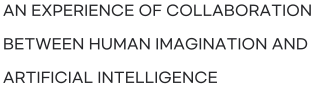 AN EXPERIENCE OF COLLABORATION
BETWEEN HUMAN IMAGINATION AND
ARTIFICIAL INTELLIGENCE